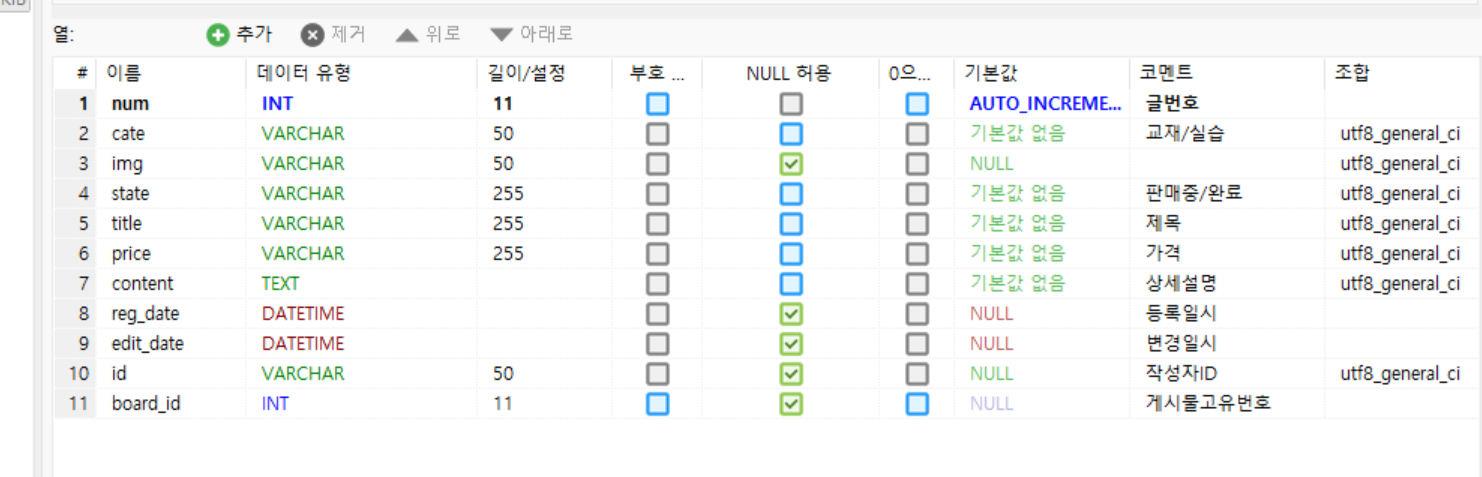 KiB
열: 추가 제거 위로 아래로
# 이름 데이터 유형 길이/설정 부호 ... NULL 허용 0으... 기본값 코멘트 조합
1 num INT 11 AUTO_INCREME... 글번호
2 cate VARCHAR 50 기본값 없음 교재/실습 utf8_general_ci
3 img VARCHAR 50 NULL utf8_general_ci
4 state VARCHAR 255 기본값 없음 판매중/완료 utf8_general_ci
5 title VARCHAR 255 기본값 없음 제목 utf8_general_ci
6 price VARCHAR 255 기본값 없음 가격 utf8_general_ci
7 content TEXT 기본값 없음 상세설명 utf8_general_ci
8 reg_date DATETIME NULL 등록일시
9 edit_date DATETIME NULL 변경일시
10 id VARCHAR 50 NULL 작성자ID utf8_general_ci
11 board_id INT 11 NULL 게시물고유번호